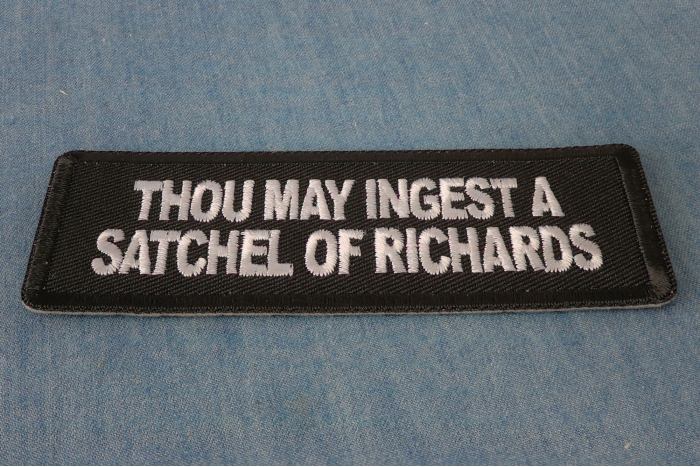 THOU MAY INGEST A
SATCHEL OF RICHARDS